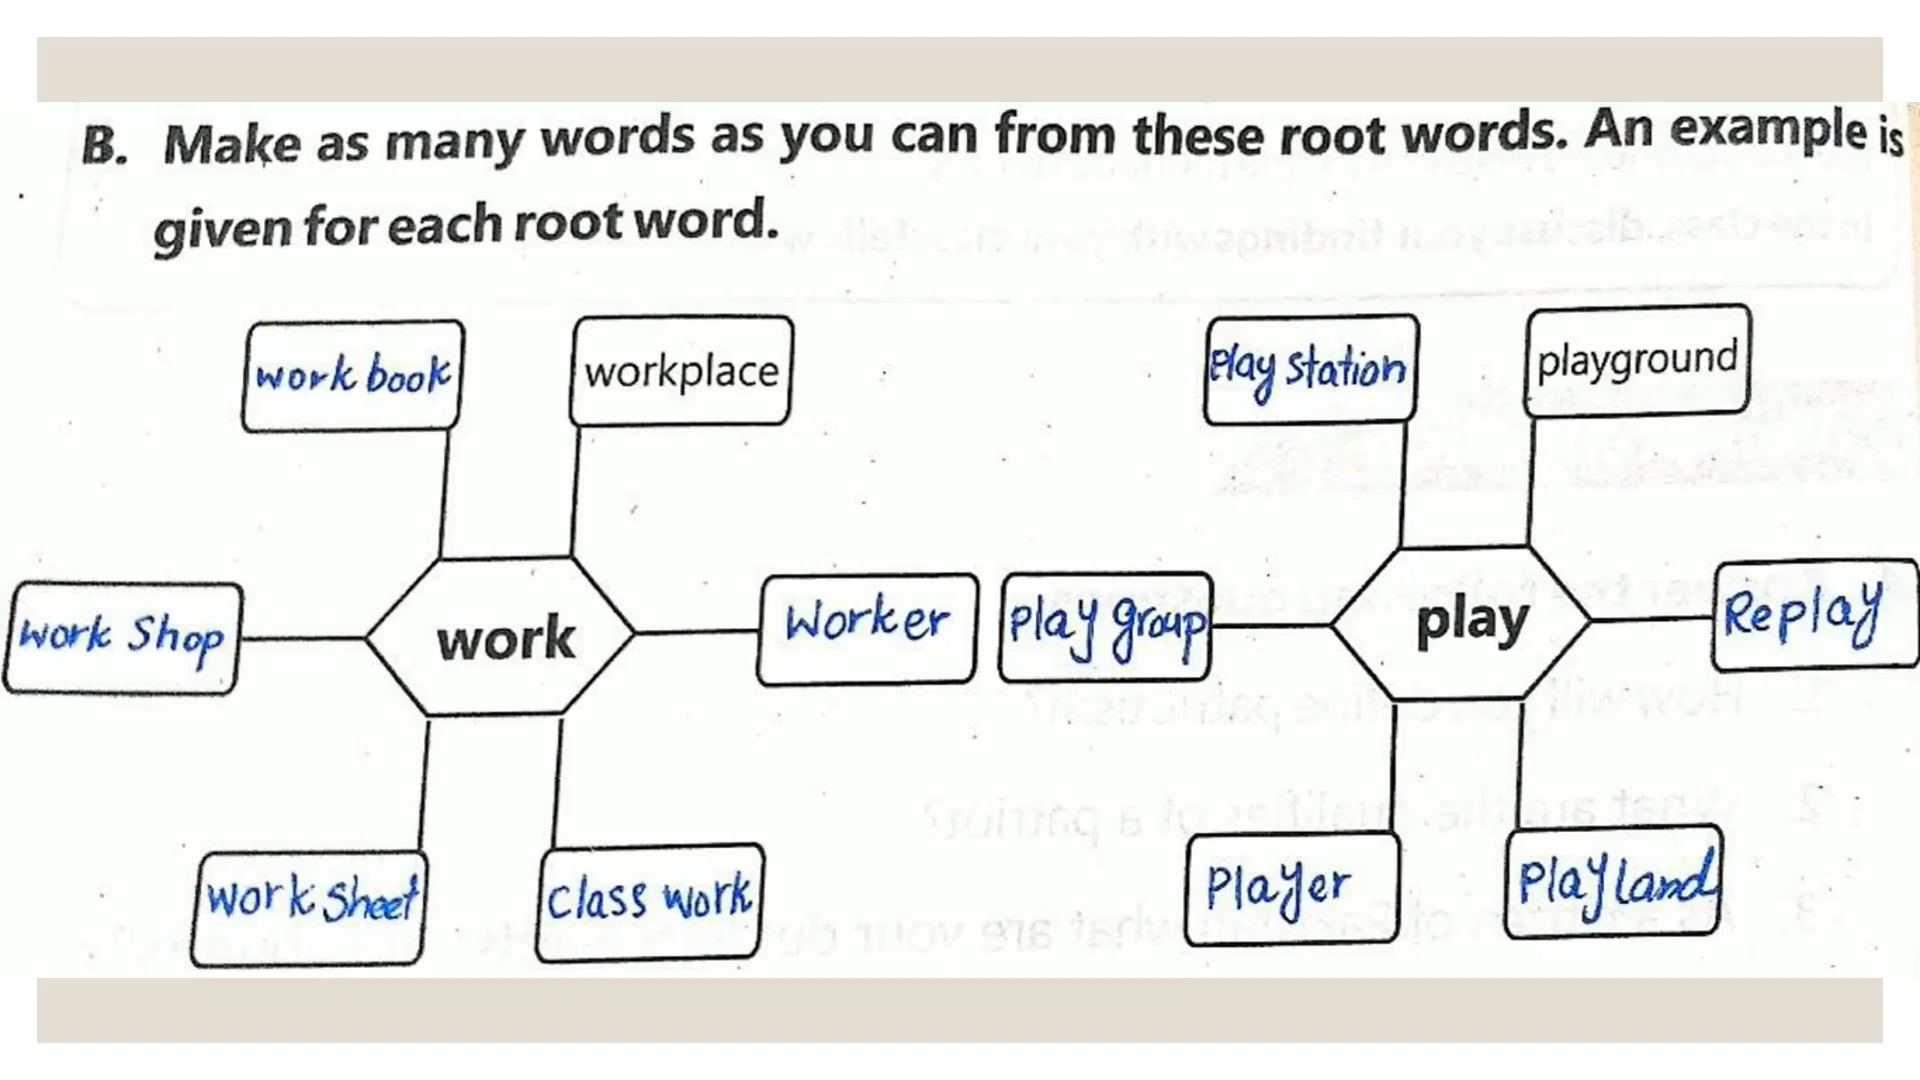 B. Make as many words as you can from these root words. An example is
given for each root word.
work book
workplace
Play station
playground
work Shop
work
Worker
play group
play
Replay
work sheet
class work
Player
Play land